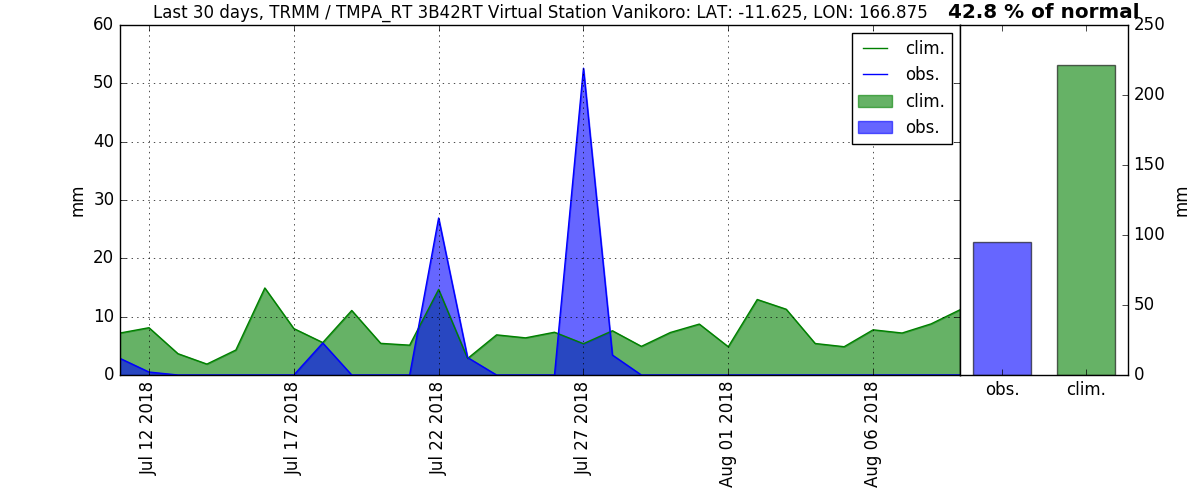 Last 30 days, TRMM / TMPA_RT 3B42RT Virtual Station Vanikoro: LAT: -11.625, LON: 166.875
42.8 % of normal
60
50
40
30
20
10
0
mm
clim.
obs.
clim.
obs.
Jul 12 2018
Jul 17 2018
Jul 22 2018
Jul 27 2018
Aug 01 2018
Aug 06 2018
250
200
150
100
50
0
mm
obs.
clim.